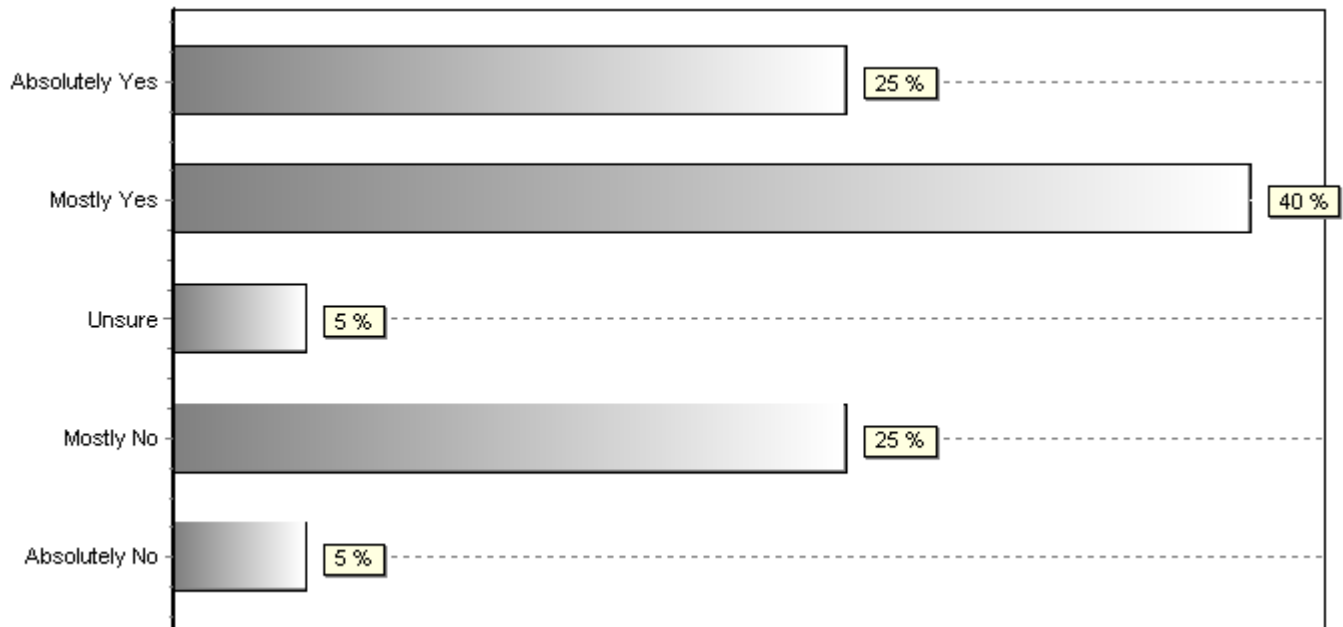 Absolutely Yes 25 %
Mostly Yes 40 %
Unsure 5 %
Mostly No 25 %
Absolutely No 5 %